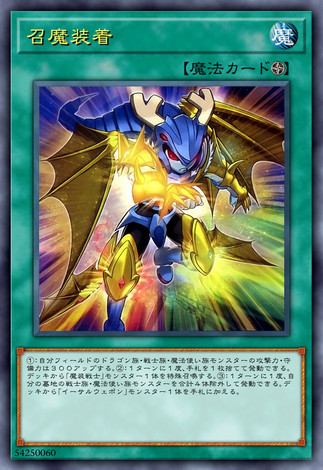 召魔装着
魔
【魔法カード】
①:自分フィールドのドラゴン族・戦士族・魔法使い族モンスターの攻撃力・守
備力は３００アップする。②:１ターンに１度、手札を１枚捨てて発動できる。
デッキから「魔装戦士」モンスター１体を特殊召喚する。③:１ターンに１度、自
分の墓地の戦士族・魔法使い族モンスターを合計４体除外して発動できる。デ
ッキから「イーサルウェポン」モンスター１体を手札に加える。
54250060